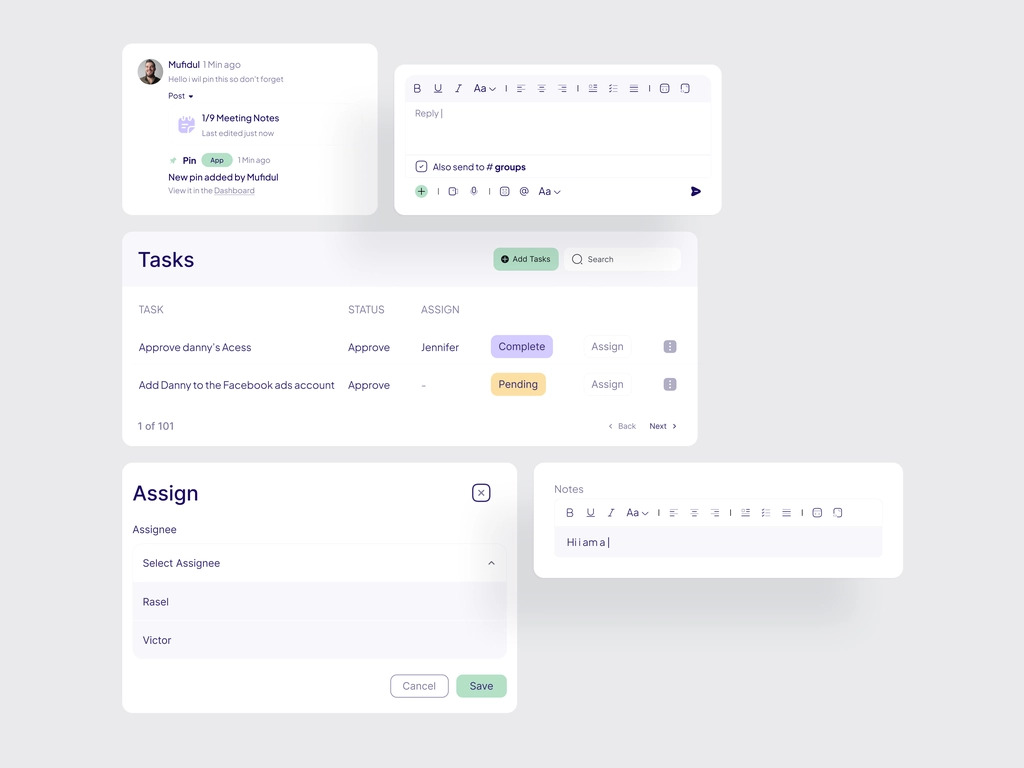 Mufidul 1 Min ago
Hello i wil pin this so don't forget
Post
1/9 Meeting Notes
Last edited just now
Pin App 1 Min ago
New pin added by Mufidul
View it in the Dashboard
B U I Aa
Reply |
Also send to # groups
@ Aa
Tasks
Add Tasks
Search
TASK STATUS ASSIGN
Approve danny's Acess Approve Jennifer Complete Assign
Add Danny to the Facebook ads account Approve - Pending Assign
1 of 101
< Back Next >
Assign
Assignee
Select Assignee
Rasel
Victor
Cancel Save
Notes
B U I Aa
Hi i am a |